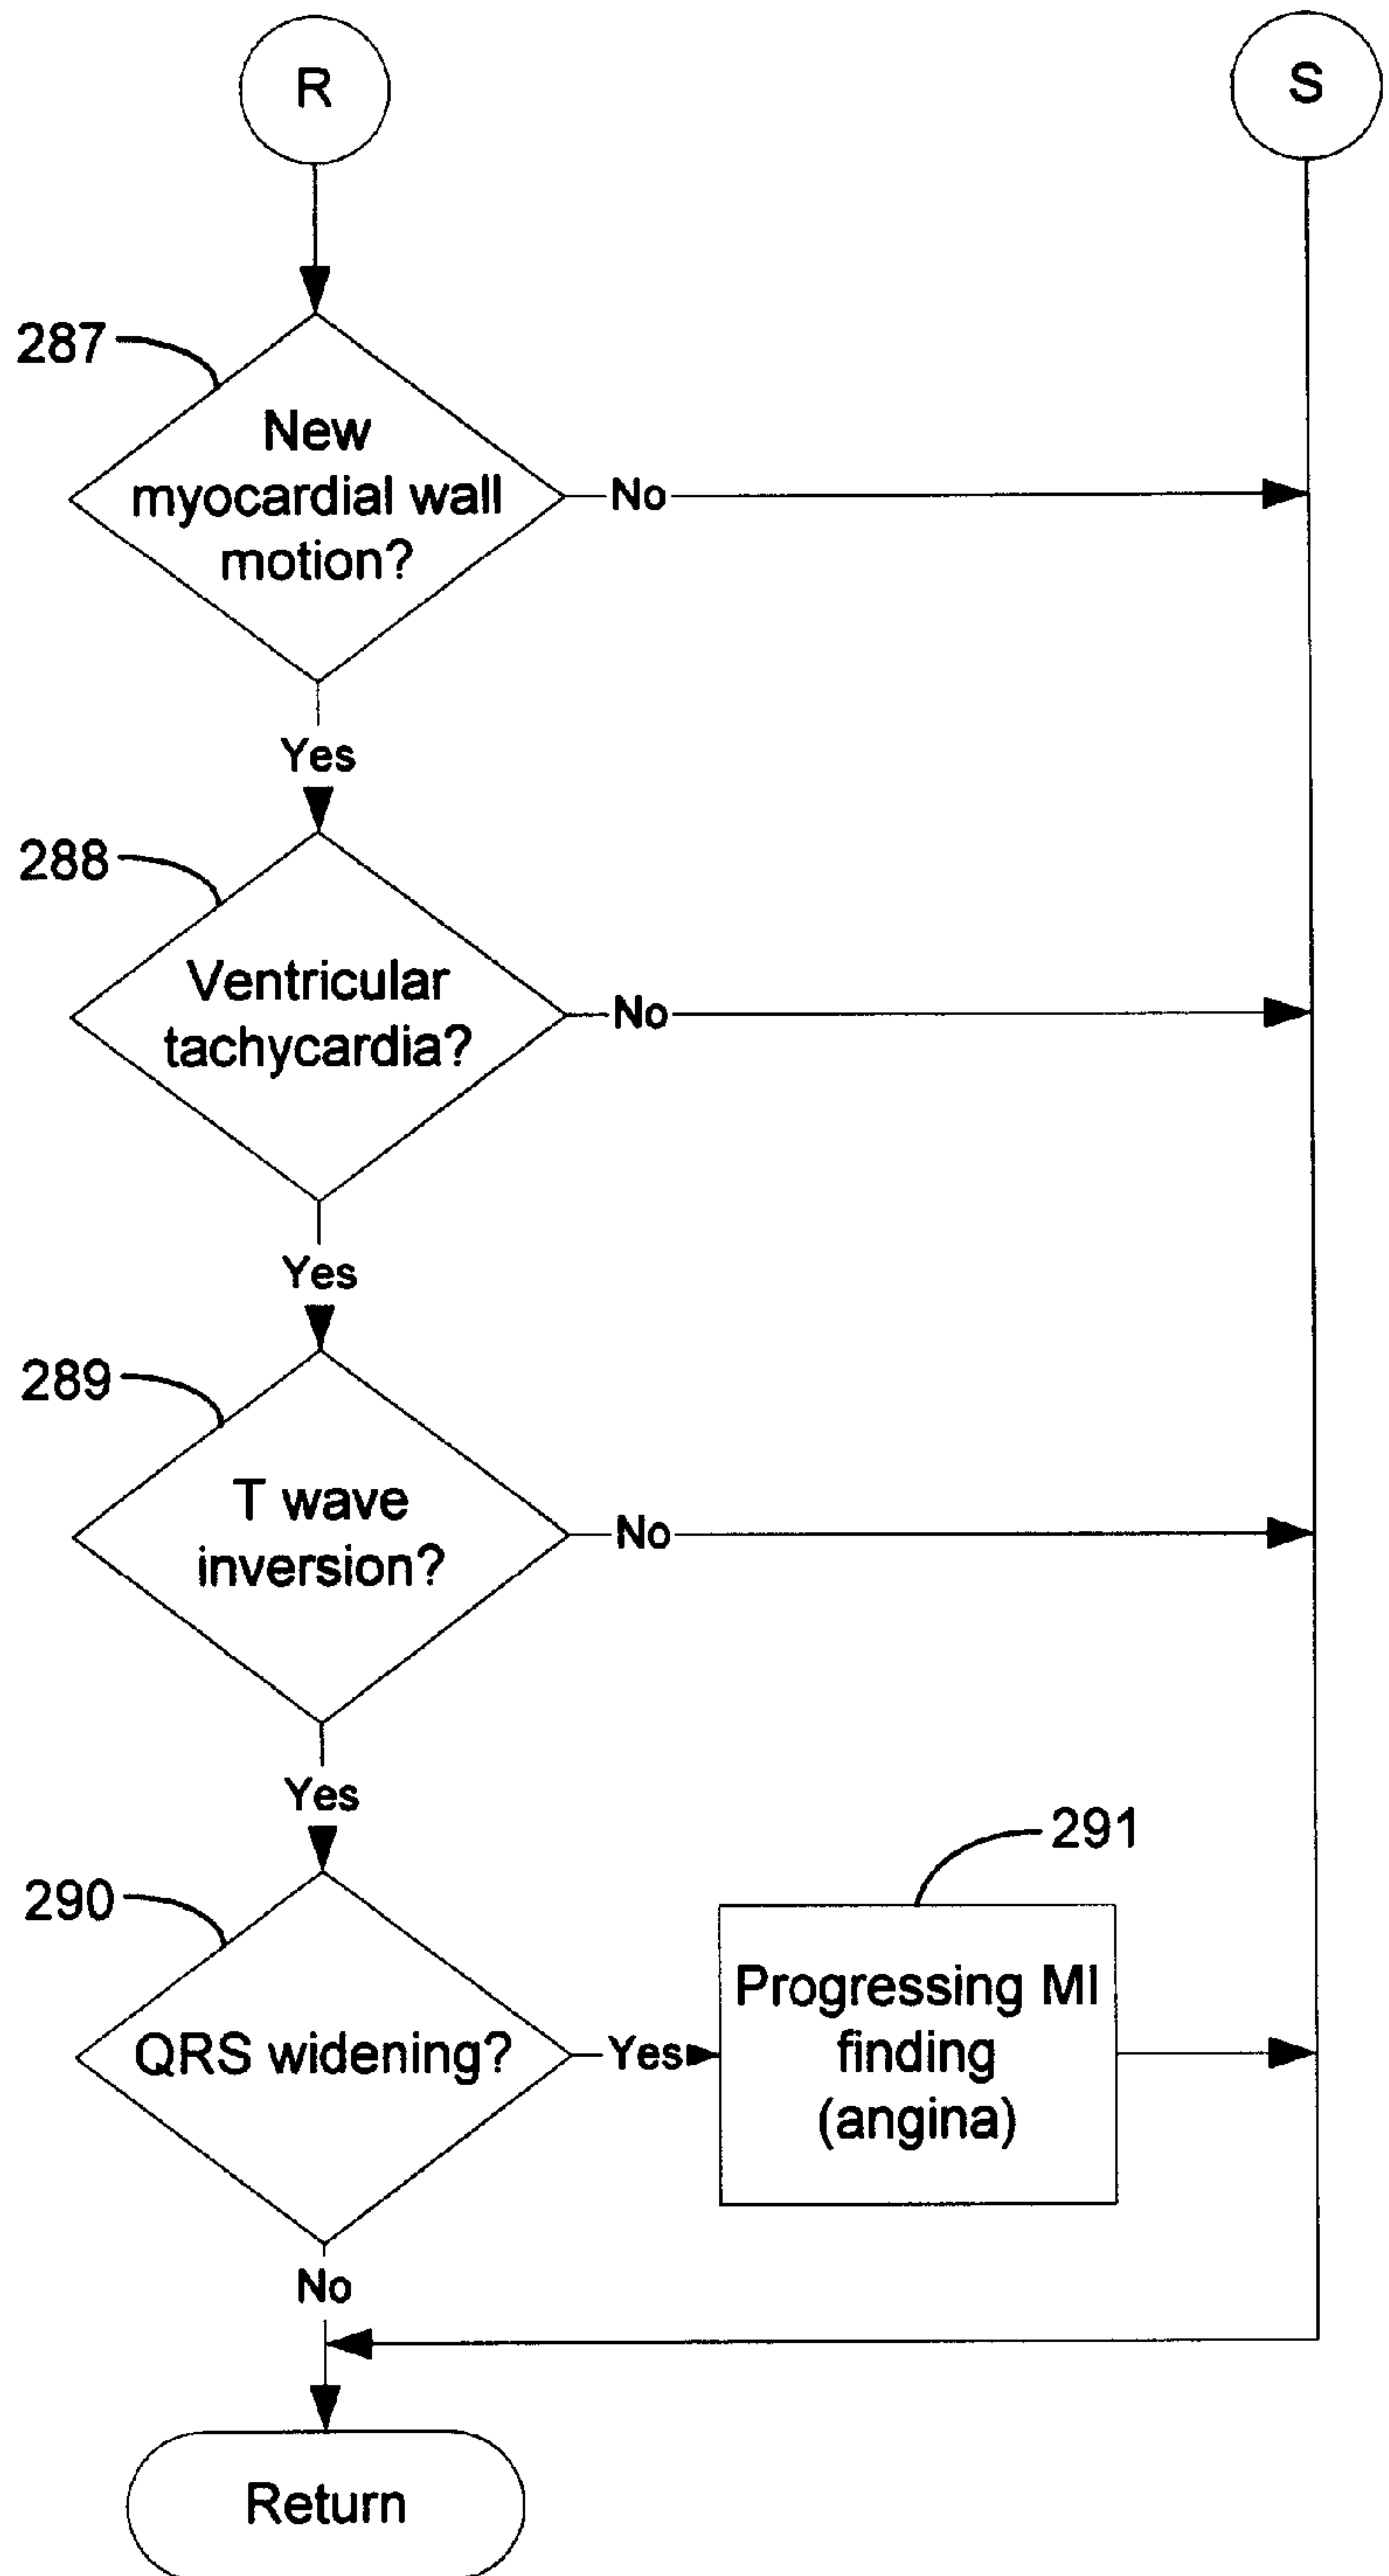 R
S
287
New
myocardial wall
motion?
No
Yes
288
Ventricular
tachycardia?
No
Yes
289
T wave
inversion?
No
Yes
291
290
QRS widening?
Yes
Progressing MI
finding
(angina)
No
Return